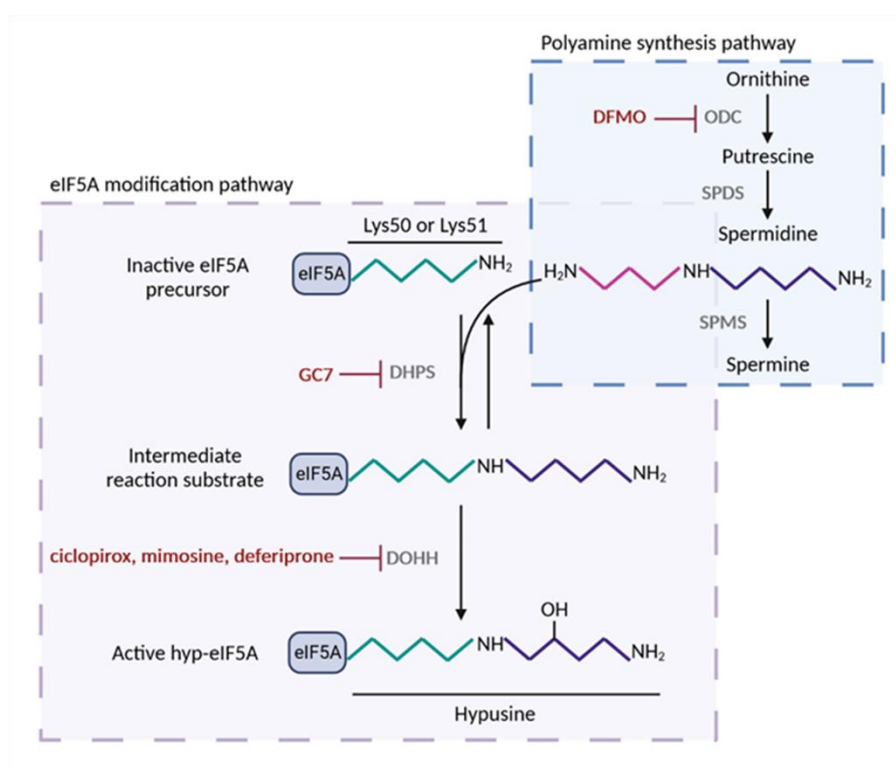 Polyamine synthesis pathway
Ornithine
DFMO
ODC
Putrescine
SPDS
Spermidine
H₂N
NH
NH₂
SPMS
Spermine
eIF5A modification pathway
Lys50 or Lys51
Inactive eIF5A
precursor
eIF5A
NH₂
GC7
DHPS
Intermediate
reaction substrate
eIF5A
NH
NH₂
ciclopirox, mimosine, deferiprone
DOHH
OH
Active hyp-eIF5A
eIF5A
NH
NH₂
Hypusine